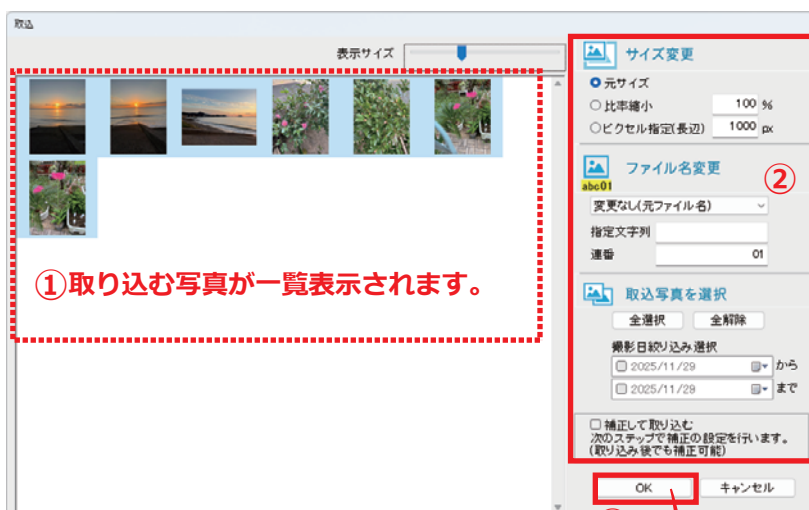 取込
表示サイズ
①取り込む写真が一覧表示されます。
サイズ変更
元サイズ
比率縮小 100 %
ピクセル指定(長辺) 1000 px
abc01 ファイル名変更
②
変更なし(元ファイル名)
指定文字列
連番 01
取込写真を選択
全選択 全解除
撮影日絞り込み選択
2025/11/29 から
2025/11/29 まで
補正して取り込む
次のステップで補正の設定を行います。
(取り込み後でも補正可能)
OK キャンセル